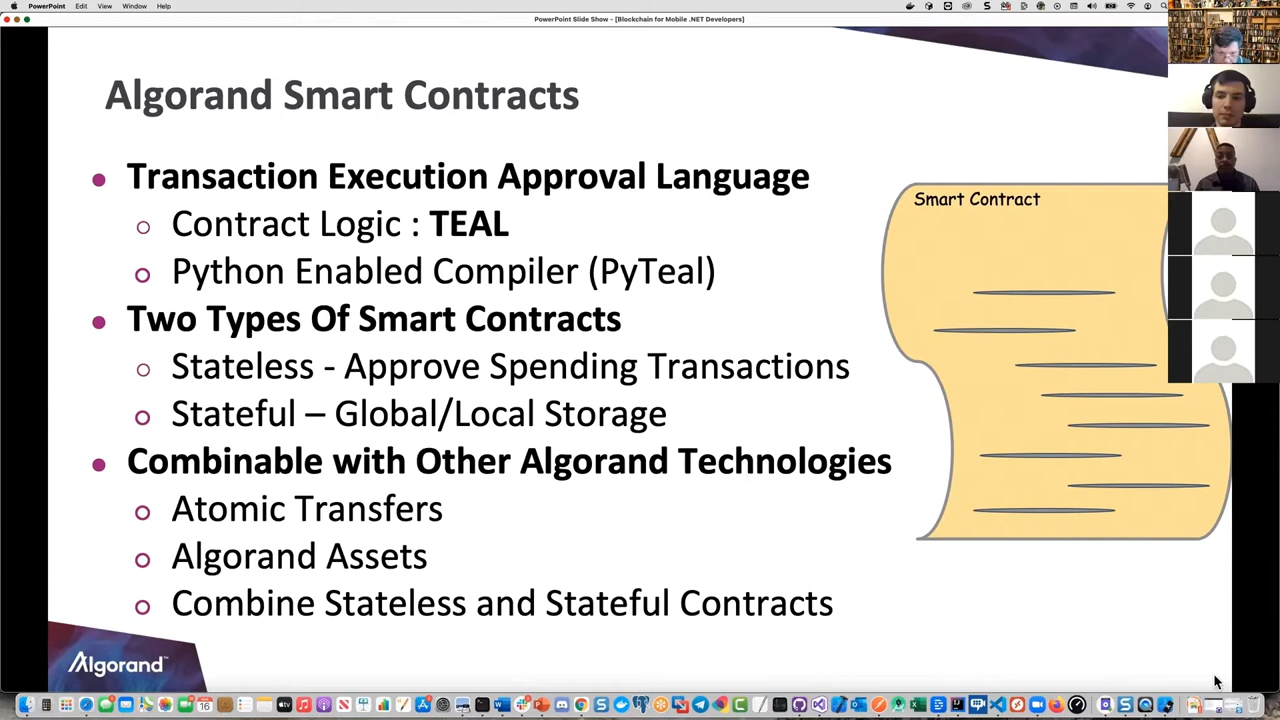 PowerPoint File Edit View Window Help
PowerPoint Slide Show - [Blockchain for Mobile .NET Developers]
Algorand Smart Contracts
• Transaction Execution Approval Language
○ Contract Logic : TEAL
○ Python Enabled Compiler (PyTeal)
• Two Types Of Smart Contracts
○ Stateless - Approve Spending Transactions
○ Stateful – Global/Local Storage
• Combinable with Other Algorand Technologies
○ Atomic Transfers
○ Algorand Assets
○ Combine Stateless and Stateful Contracts
Smart Contract
Algorand
16